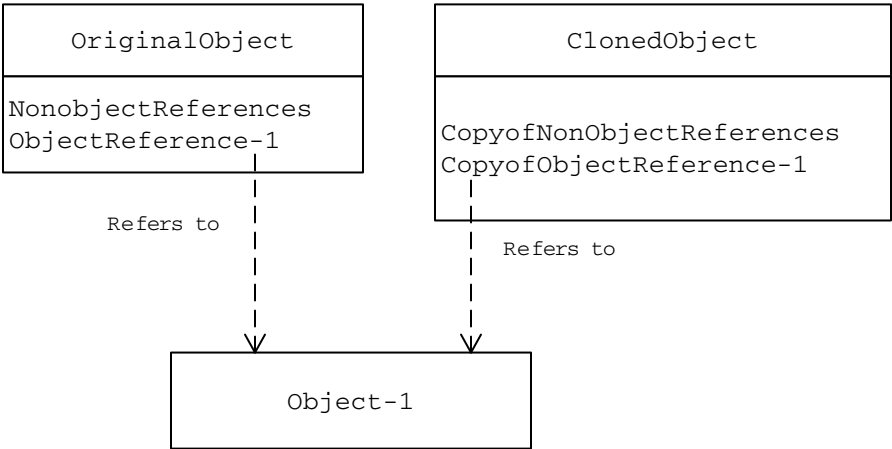 OriginalObject
NonobjectReferences
ObjectReference-1
ClonedObject
CopyofNonObjectReferences
CopyofObjectReference-1
Refers to
Refers to
Object-1